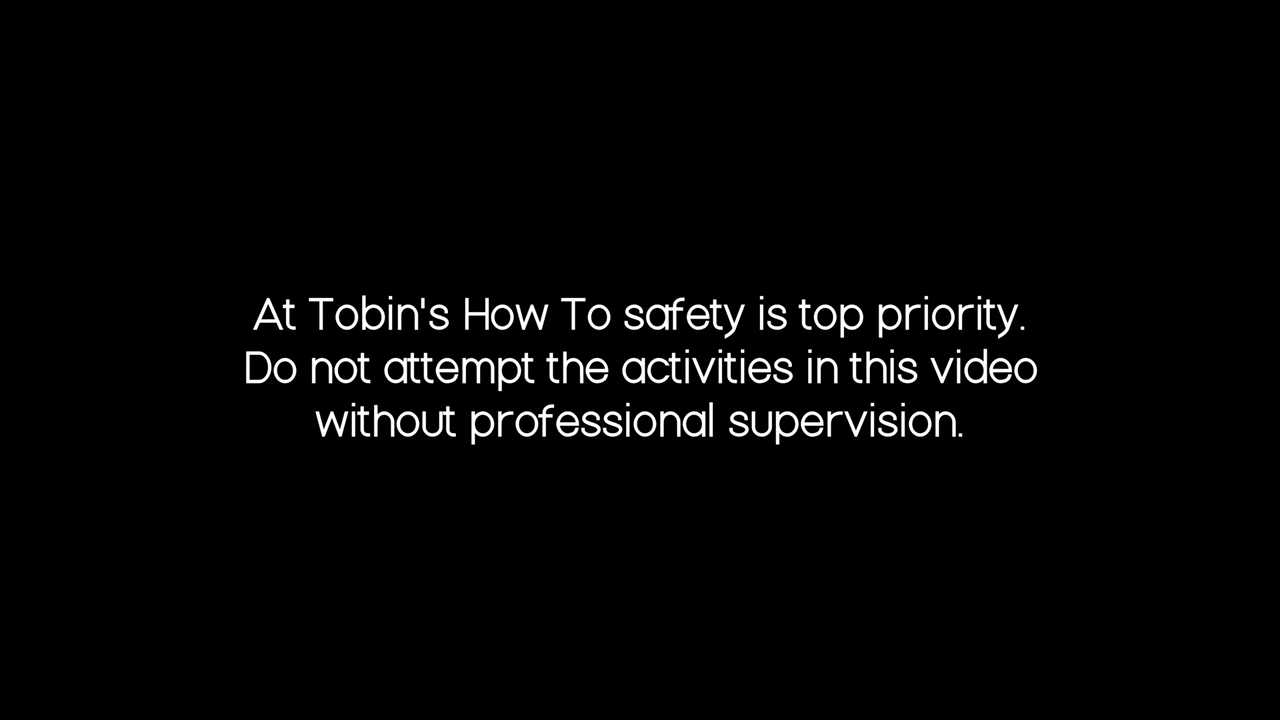 At Tobin's How To safety is top priority.
Do not attempt the activities in this video
without professional supervision.